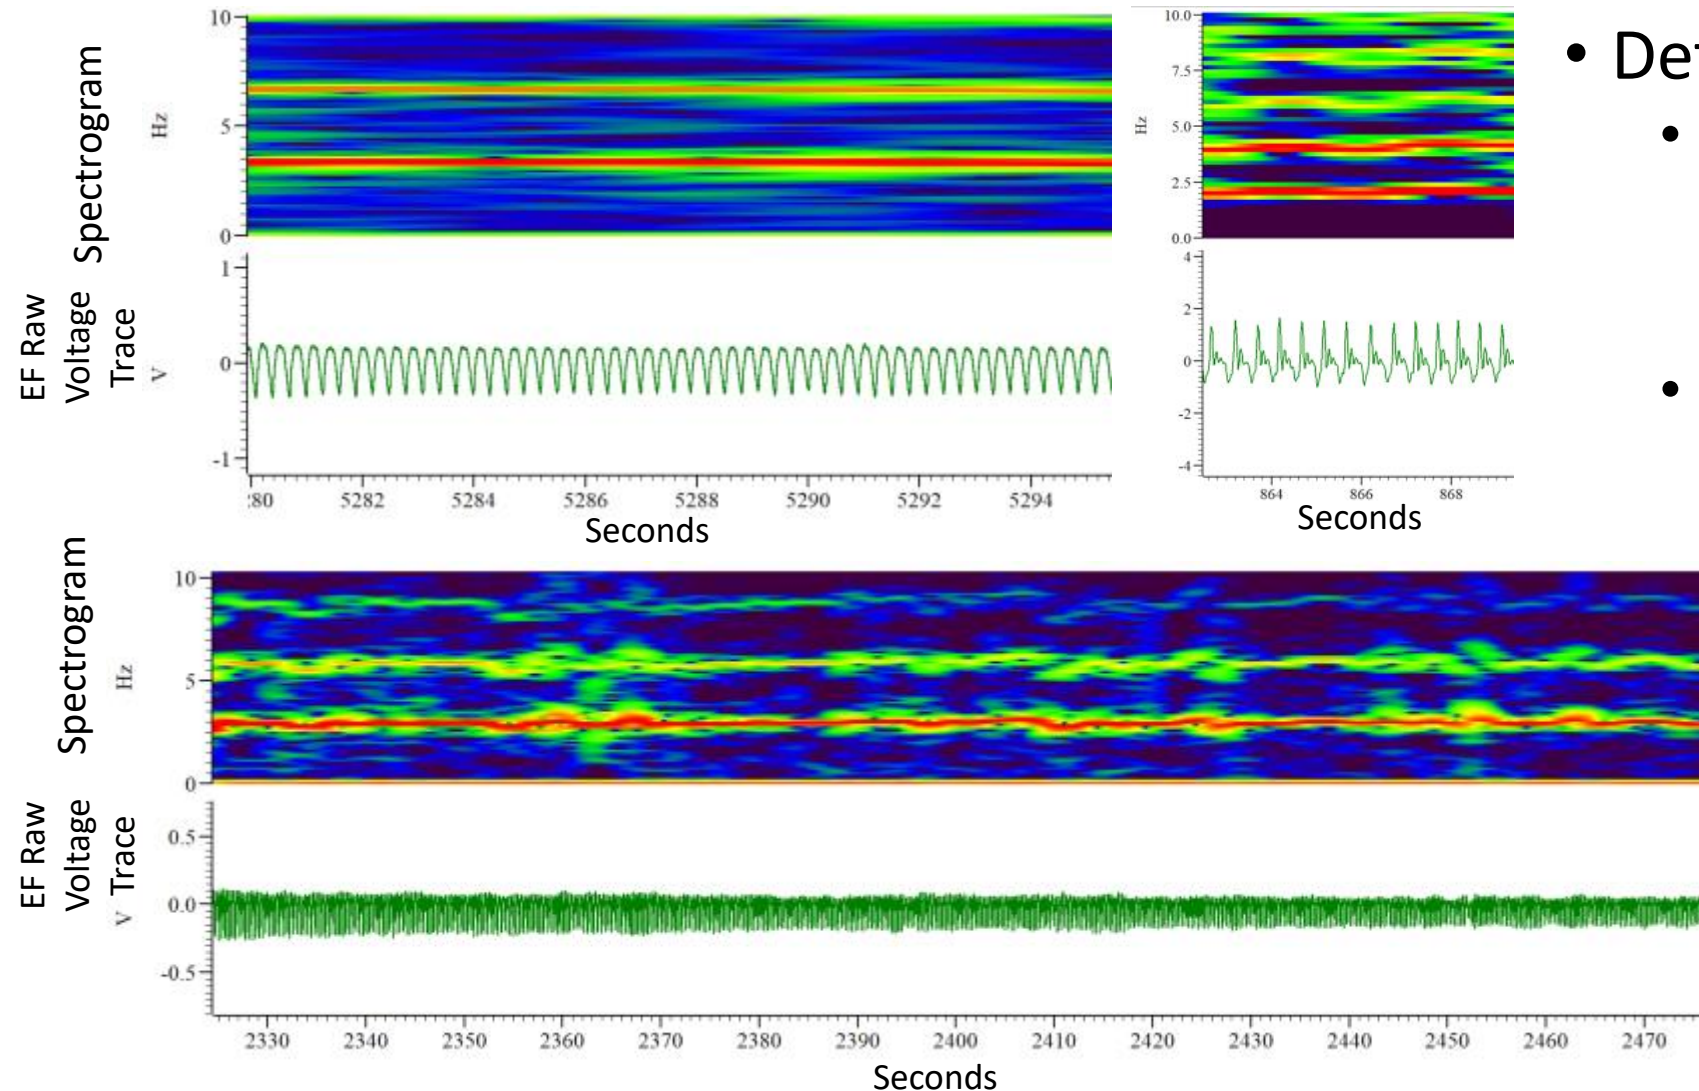 Spectrogram
Hz
10
5
0
EF Raw
Voltage
Trace
V
1
0
-1
:80 5282 5284 5286 5288 5290 5292 5294
Seconds
Hz
10.0
7.5
5.0
2.5
0.0
4
2
0
-2
-4
864 866 868
Seconds
• Det
•
•
Spectrogram
Hz
10
5
0
EF Raw
Voltage
Trace
V
0.5
0.0
-0.5
2330 2340 2350 2360 2370 2380 2390 2400 2410 2420 2430 2440 2450 2460 2470
Seconds